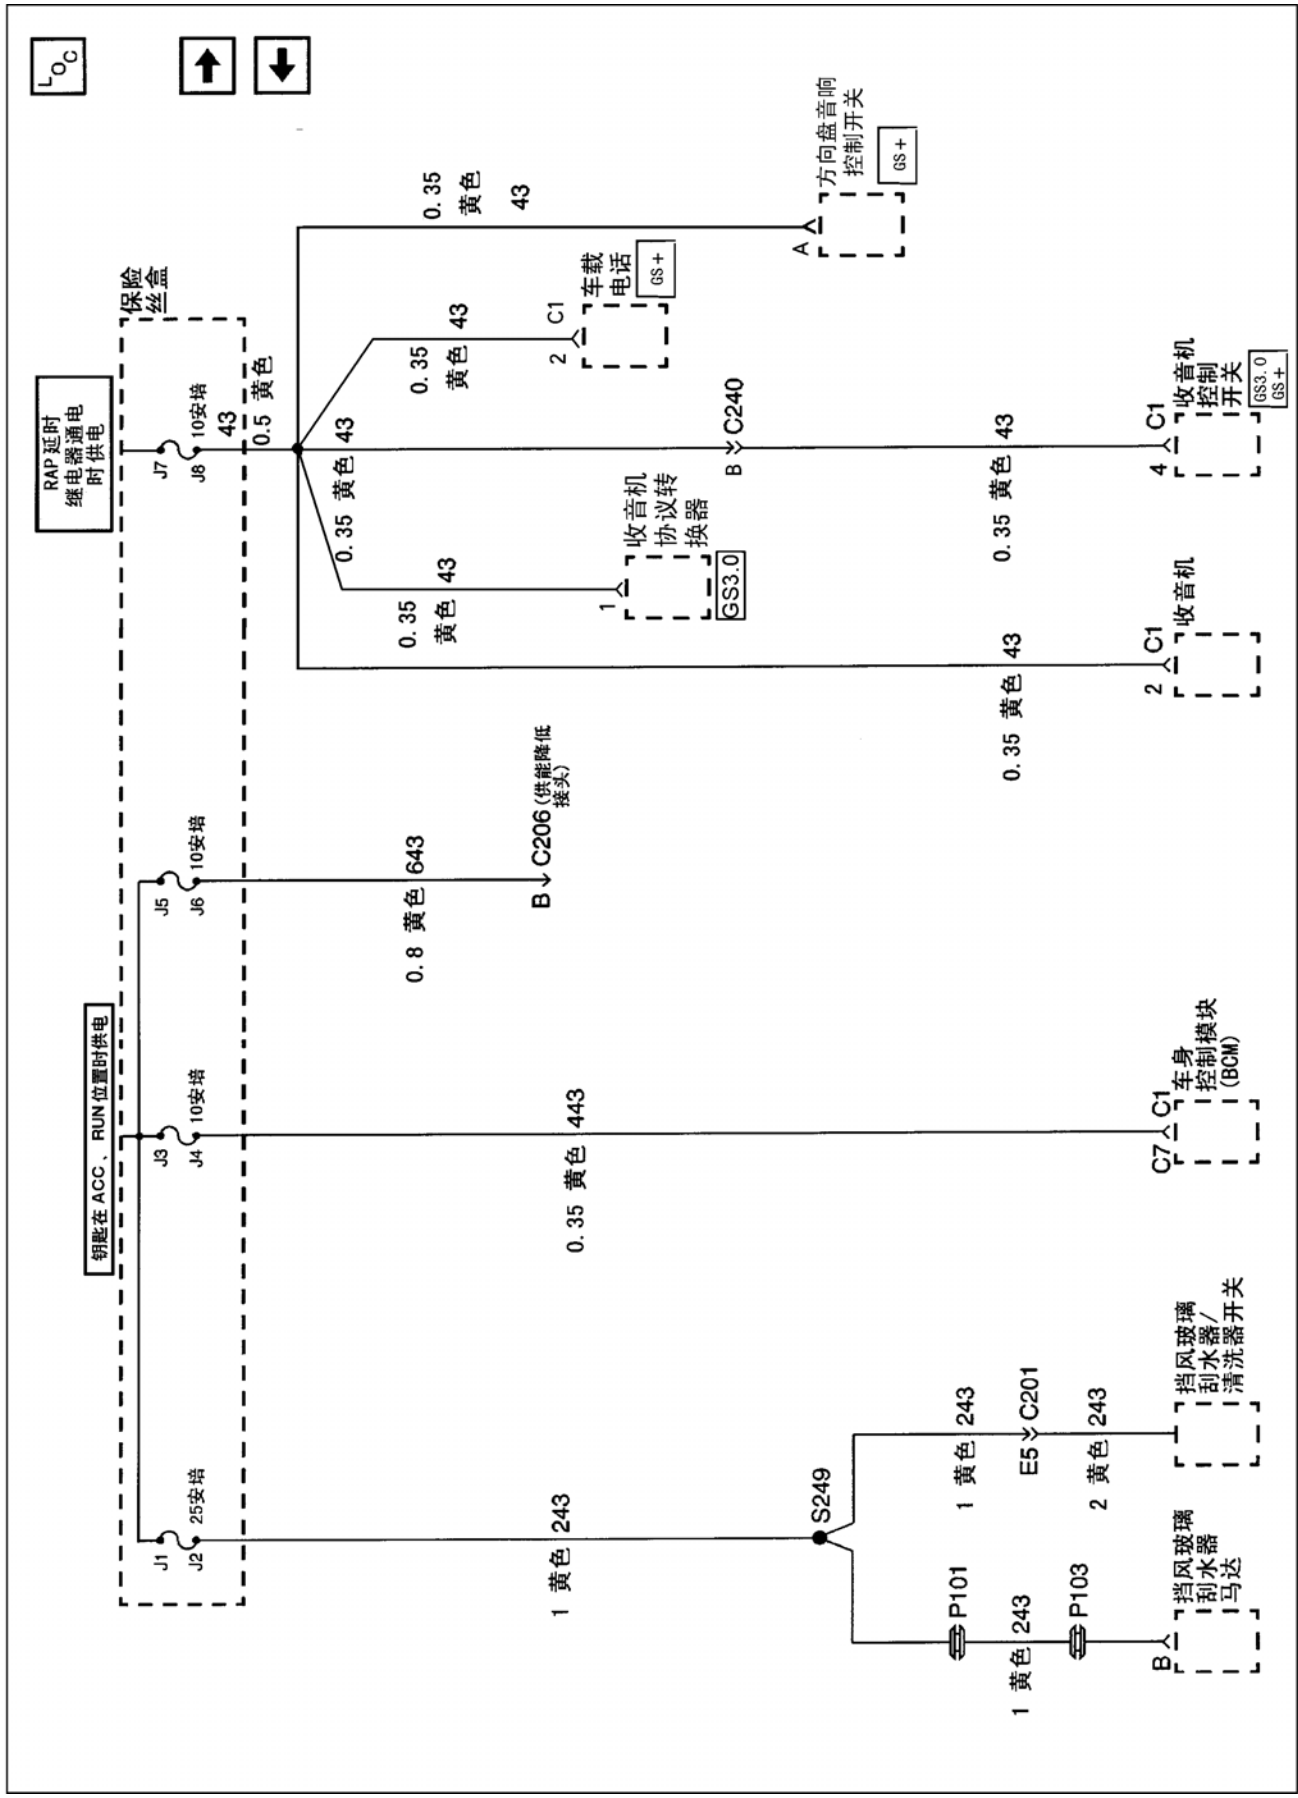 LOC
钥匙在 ACC、RUN位置时供电
RAP 延时
继电器通电
时 供 电
保险
丝盒
J1
J2
25安培
J3
J4
10安培
J5
J6
10安培
J7
J8
10安培
43
0.5 黄色
1 黄色 243
S249
P101
1 黄色 243
P103
B
挡风玻璃
刮水器
马达
1 黄色 243
E5
C201
2 黄色 243
挡风玻璃
刮水器/
清洗器开关
0.35 黄色 443
C7
C1
车身
控制模块
(BCM)
0.8 黄色 643
B
C206 (供能降低
接头)
0.35 黄色 43
2
C1
收音机
0.35
黄色
43
1
收音机
协议转
换器
GS3.0
0.35 黄色 43
B
C240
0.35 黄色 43
4
C1
收音机
控制
开关
GS3.0
GS+
0.35
黄色
43
2
C1
车载
电话
GS+
0.35
黄色
43
A
方向盘音响
控制开关
GS+